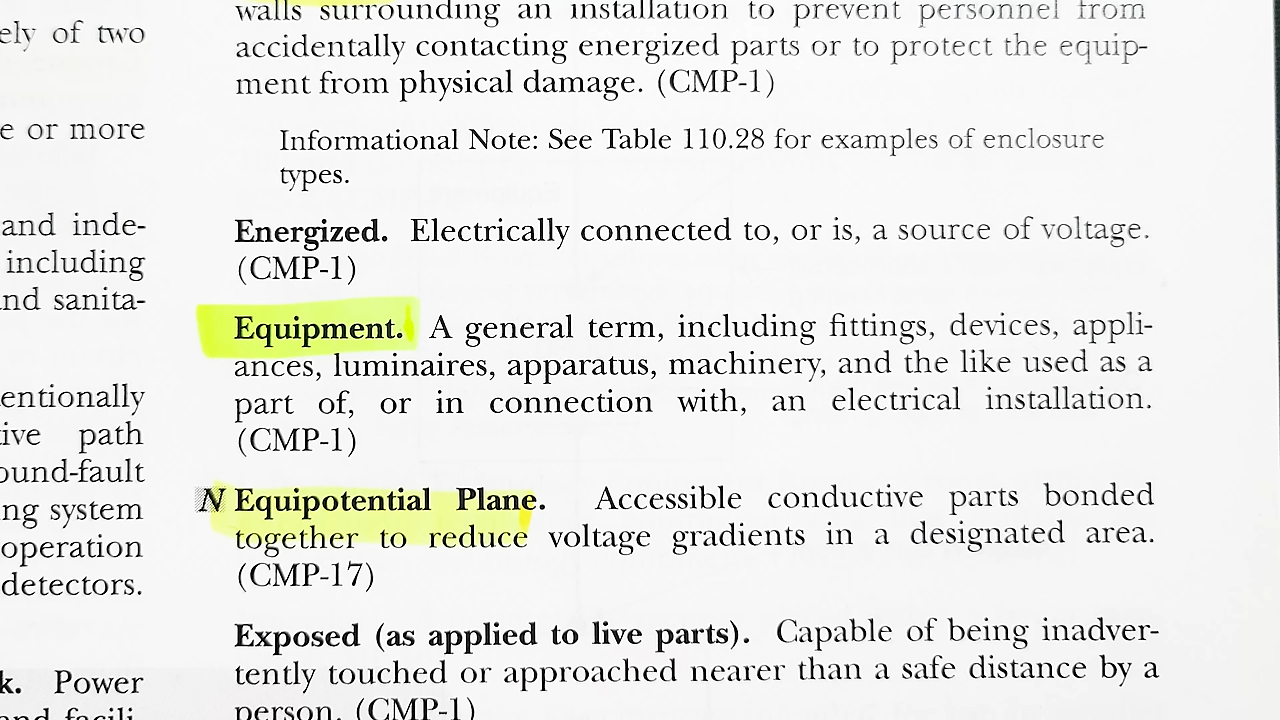 ely of two
e or more
and inde-
including
nd sanita-
entionally
ive path
ound-fault
ng system
operation
detectors.
k. Power
and facili-
walls surrounding an installation to prevent personnel from
accidentally contacting energized parts or to protect the equip-
ment from physical damage. (CMP-1)
Informational Note: See Table 110.28 for examples of enclosure
types.
Energized. Electrically connected to, or is, a source of voltage.
(CMP-1)
Equipment. A general term, including fittings, devices, appli-
ances, luminaires, apparatus, machinery, and the like used as a
part of, or in connection with, an electrical installation.
(CMP-1)
N Equipotential Plane. Accessible conductive parts bonded
together to reduce voltage gradients in a designated area.
(CMP-17)
Exposed (as applied to live parts). Capable of being inadver-
tently touched or approached nearer than a safe distance by a
person. (CMP-1)